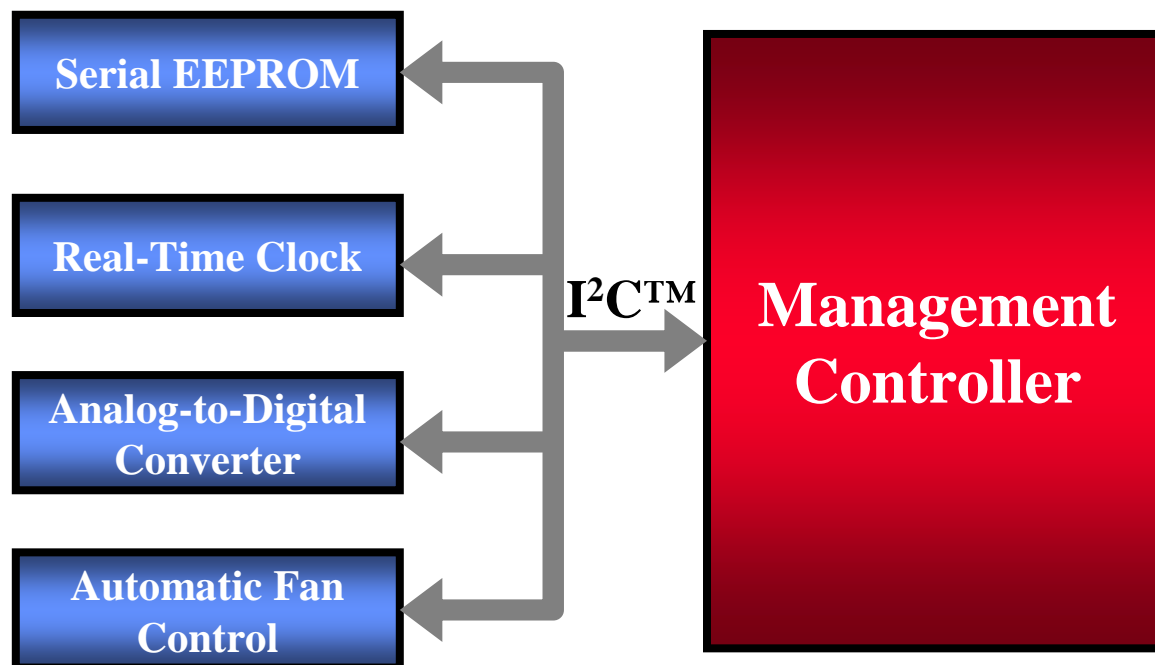 Serial EEPROM
Real-Time Clock
I²C™
Management
Controller
Analog-to-Digital
Converter
Automatic Fan
Control